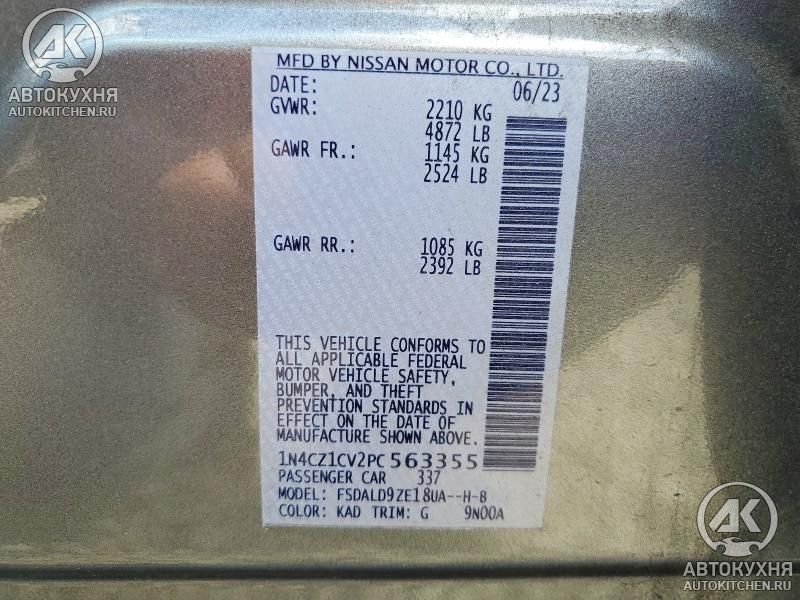 AK
АВТОКУХНЯ
AUTOKITCHEN.RU
MFD BY NISSAN MOTOR CO., LTD.
DATE: 06/23
GVWR: 2210 KG
4872 LB
GAWR FR.: 1145 KG
2524 LB
GAWR RR.: 1085 KG
2392 LB
THIS VEHICLE CONFORMS TO
ALL APPLICABLE FEDERAL
MOTOR VEHICLE SAFETY,
BUMPER, AND THEFT
PREVENTION STANDARDS IN
EFFECT ON THE DATE OF
MANUFACTURE SHOWN ABOVE.
1N4CZ1CV2PC563355
PASSENGER CAR 337
MODEL: FSDALD9ZE18UA--H-B
COLOR: KAD TRIM: G 9N00A
AK
АВТОКУХНЯ
AUTOKITCHEN.RU